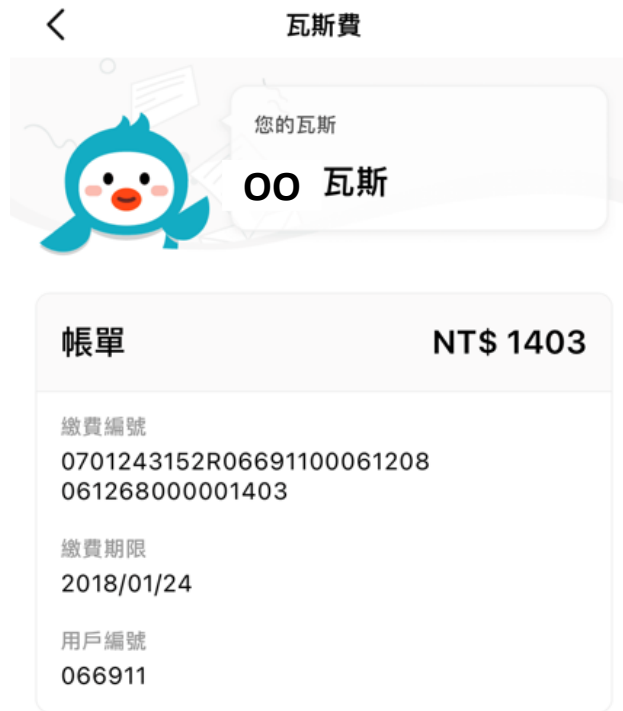 瓦斯費
您的瓦斯
OO 瓦斯
帳單 NT$ 1403
繳費編號
0701243152R06691100061208
061268000001403
繳費期限
2018/01/24
用戶編號
066911